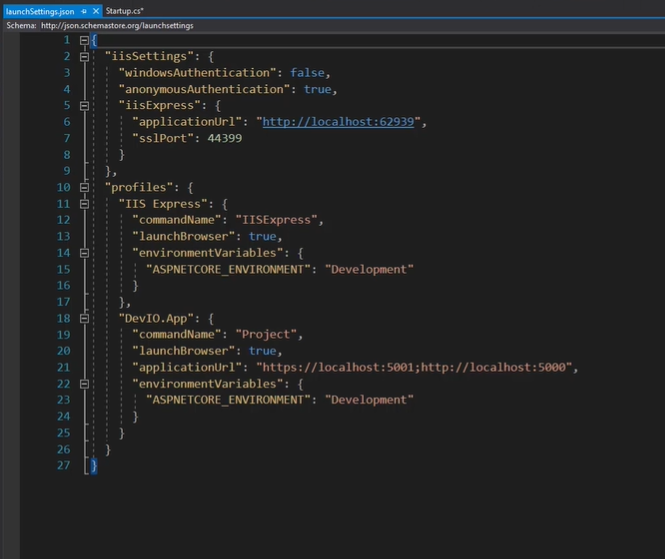 launchSettings.json Startup.cs*
Schema: http://json.schemastore.org/launchsettings
1 {
2 "iisSettings": {
3 "windowsAuthentication": false,
4 "anonymousAuthentication": true,
5 "iisExpress": {
6 "applicationUrl": "http://localhost:62939",
7 "sslPort": 44399
8 }
9 },
10 "profiles": {
11 "IIS Express": {
12 "commandName": "IISExpress",
13 "launchBrowser": true,
14 "environmentVariables": {
15 "ASPNETCORE_ENVIRONMENT": "Development"
16 }
17 },
18 "DevIO.App": {
19 "commandName": "Project",
20 "launchBrowser": true,
21 "applicationUrl": "https://localhost:5001;http://localhost:5000",
22 "environmentVariables": {
23 "ASPNETCORE_ENVIRONMENT": "Development"
24 }
25 }
26 }
27 }